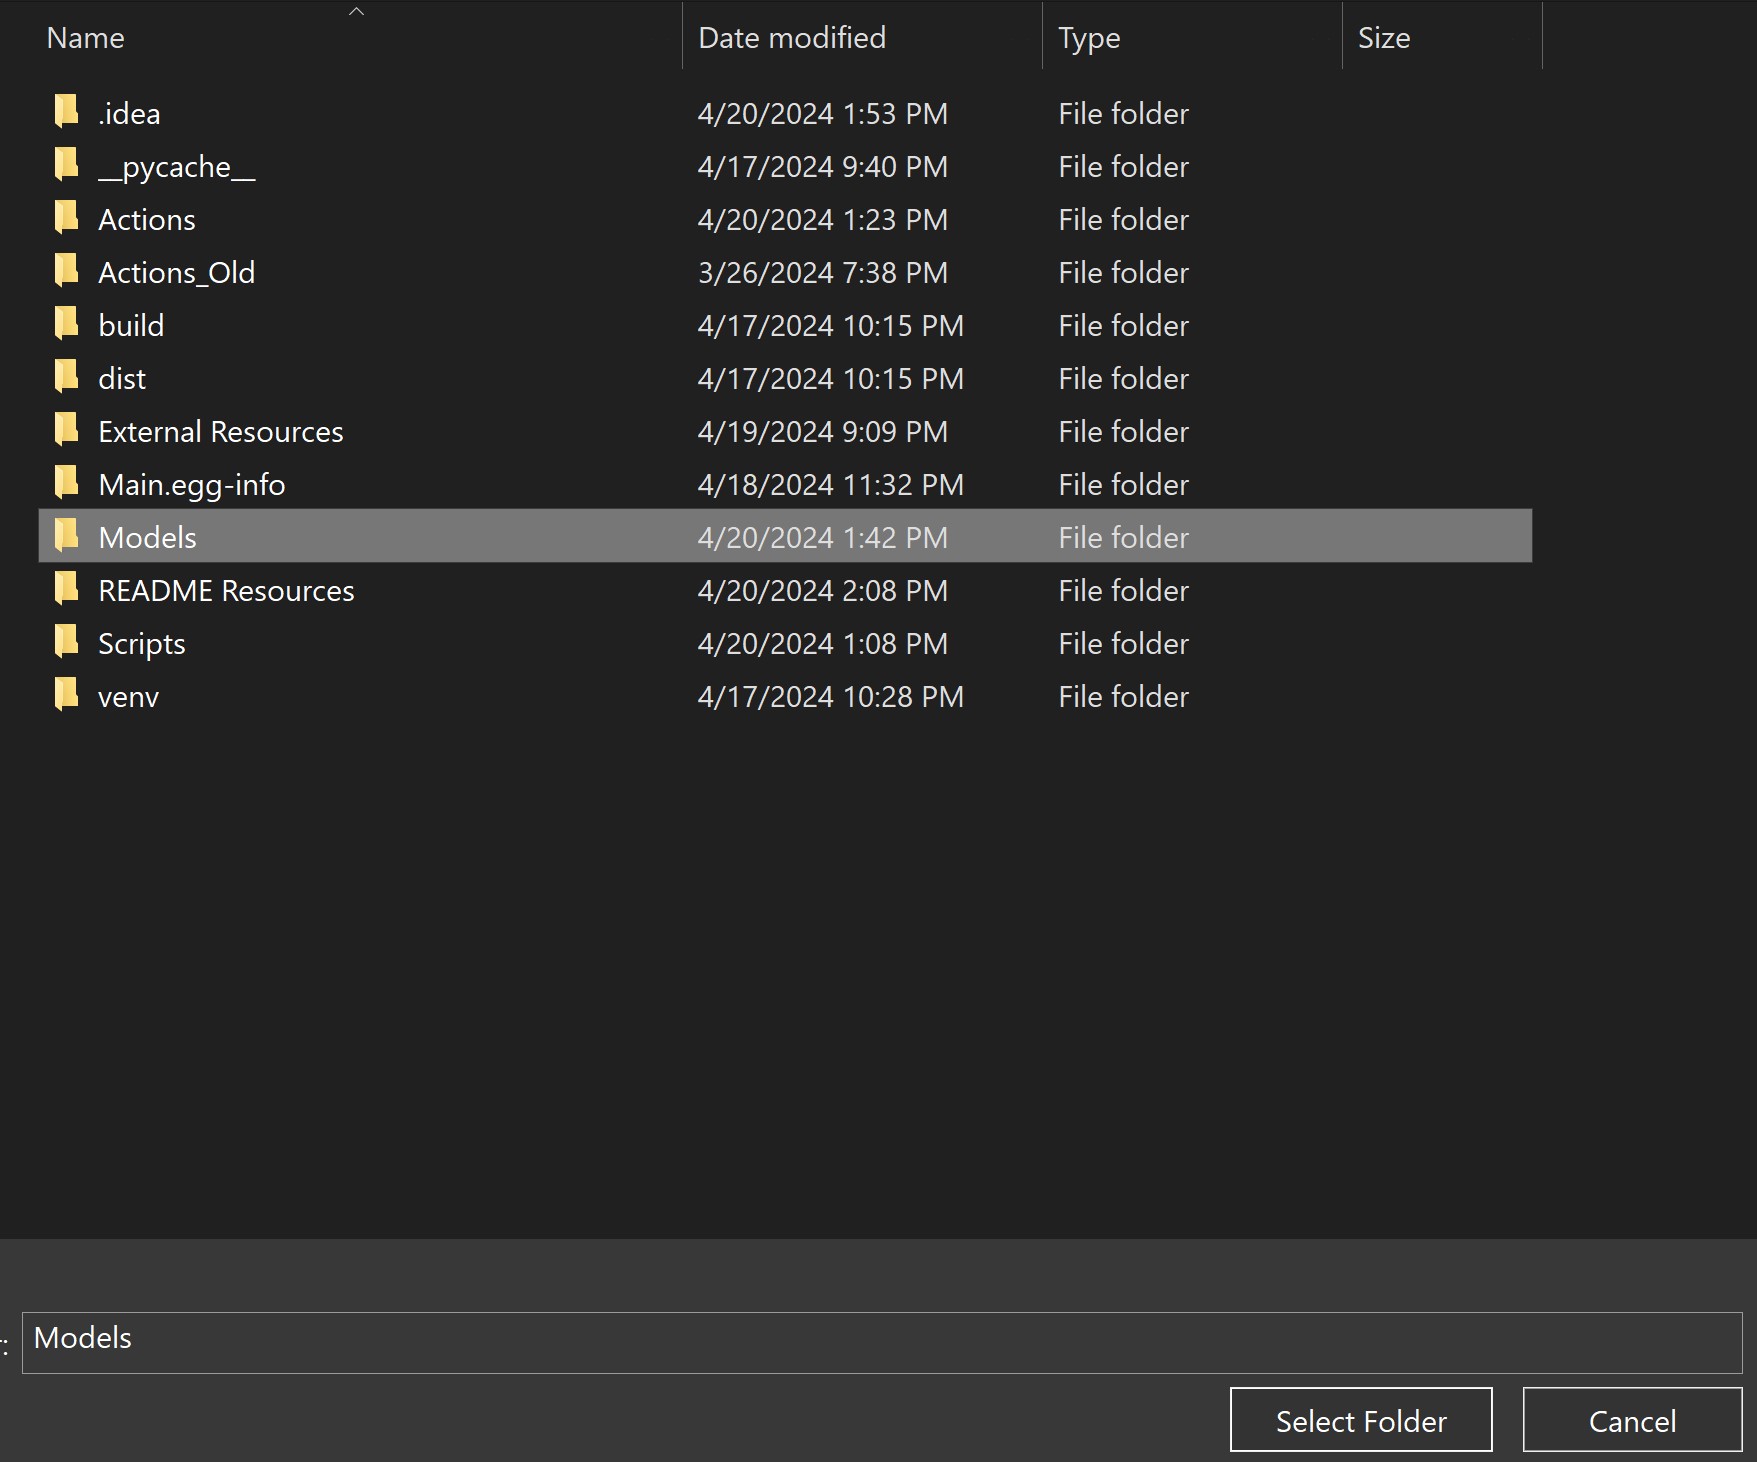 Name Date modified Type Size
.idea 4/20/2024 1:53 PM File folder
__pycache__ 4/17/2024 9:40 PM File folder
Actions 4/20/2024 1:23 PM File folder
Actions_Old 3/26/2024 7:38 PM File folder
build 4/17/2024 10:15 PM File folder
dist 4/17/2024 10:15 PM File folder
External Resources 4/19/2024 9:09 PM File folder
Main.egg-info 4/18/2024 11:32 PM File folder
Models 4/20/2024 1:42 PM File folder
README Resources 4/20/2024 2:08 PM File folder
Scripts 4/20/2024 1:08 PM File folder
venv 4/17/2024 10:28 PM File folder
: Models
Select Folder Cancel